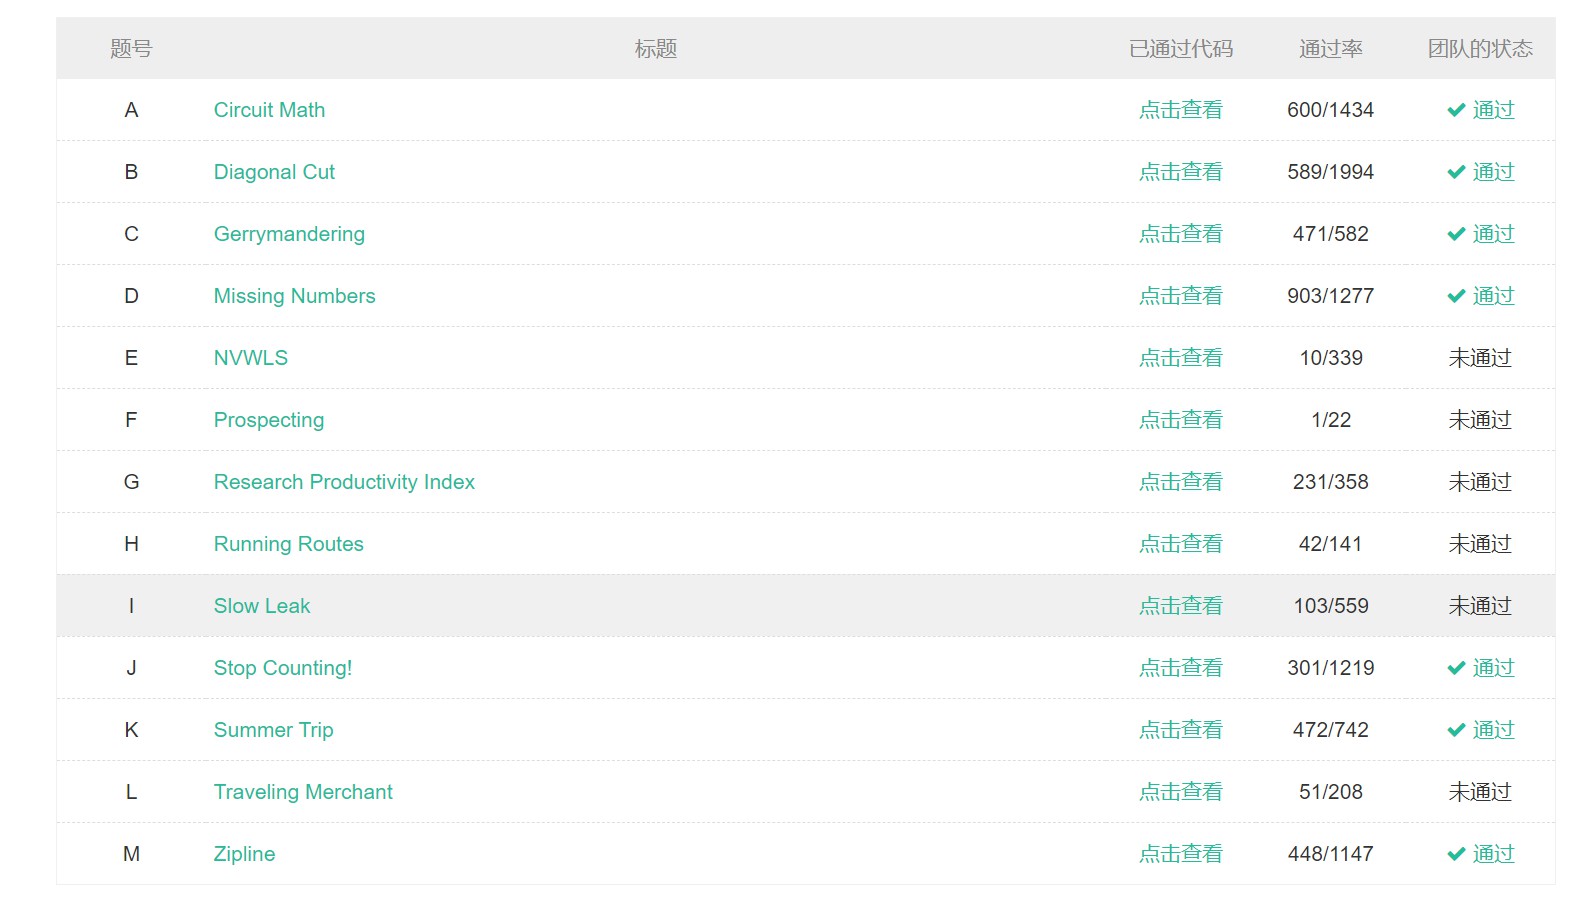 题号 标题 已通过代码 通过率 团队的状态
A Circuit Math 点击查看 600/1434 通过
B Diagonal Cut 点击查看 589/1994 通过
C Gerrymandering 点击查看 471/582 通过
D Missing Numbers 点击查看 903/1277 通过
E NVWLS 点击查看 10/339 未通过
F Prospecting 点击查看 1/22 未通过
G Research Productivity Index 点击查看 231/358 未通过
H Running Routes 点击查看 42/141 未通过
I Slow Leak 点击查看 103/559 未通过
J Stop Counting! 点击查看 301/1219 通过
K Summer Trip 点击查看 472/742 通过
L Traveling Merchant 点击查看 51/208 未通过
M Zipline 点击查看 448/1147 通过